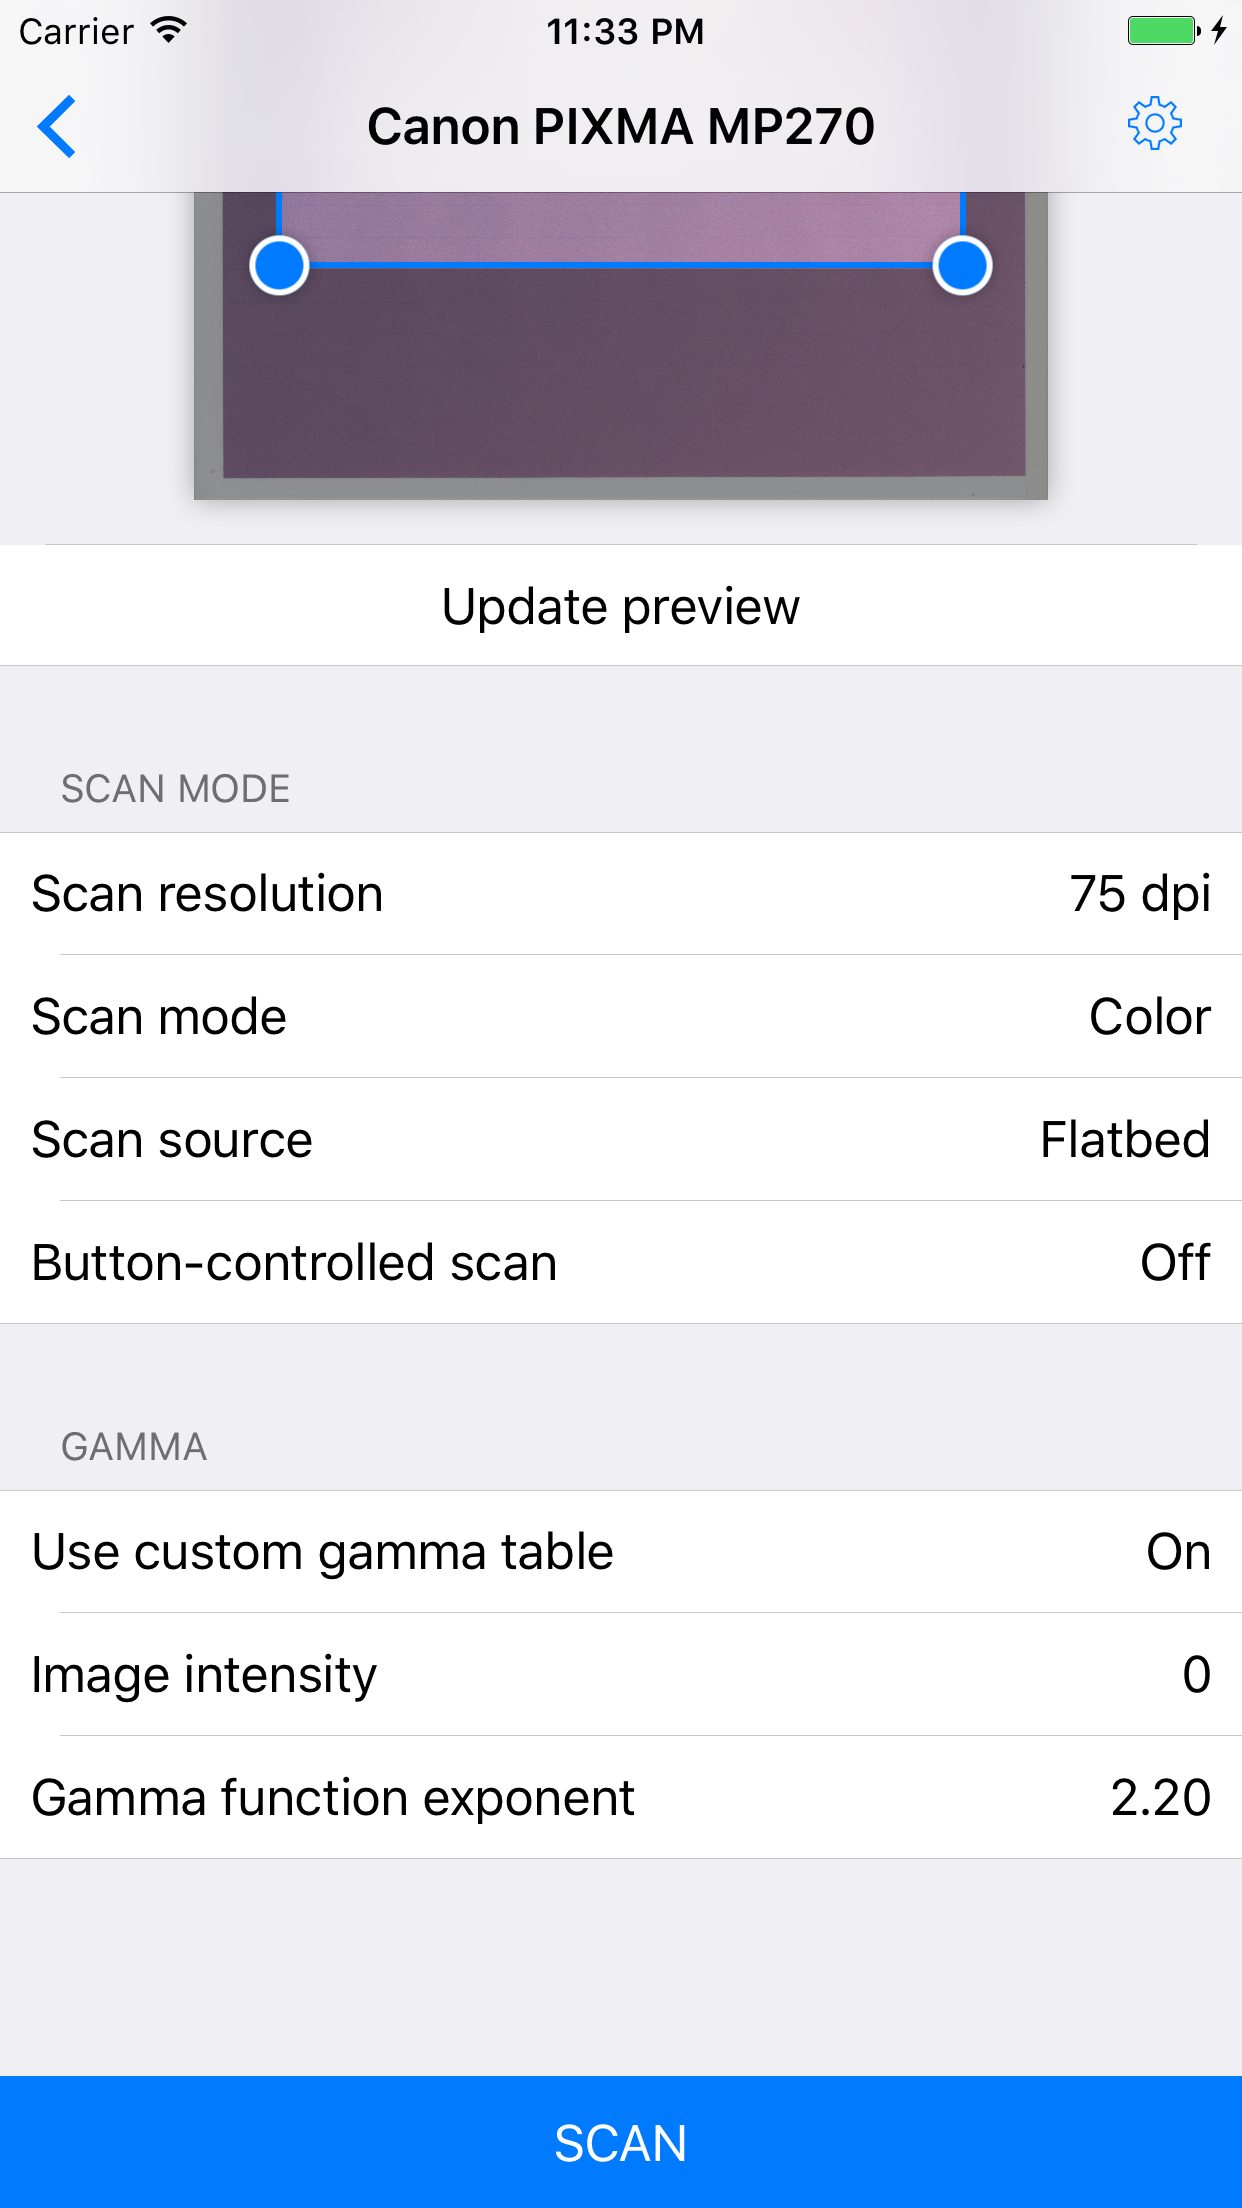 Carrier 11:33 PM
Canon PIXMA MP270
Update preview
SCAN MODE
Scan resolution 75 dpi
Scan mode Color
Scan source Flatbed
Button-controlled scan Off
GAMMA
Use custom gamma table On
Image intensity 0
Gamma function exponent 2.20
SCAN